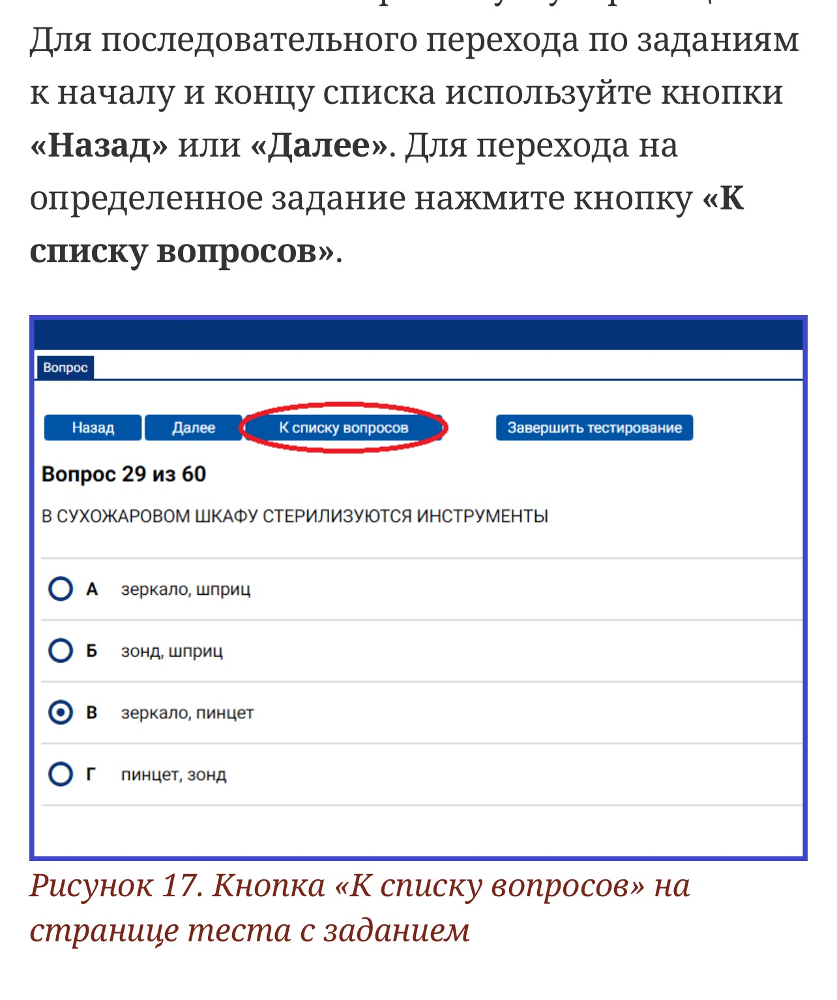 Для последовательного перехода по заданиям
к началу и концу списка используйте кнопки
«Назад» или «Далее». Для перехода на
определенное задание нажмите кнопку «К
списку вопросов».
Вопрос
Назад Далее К списку вопросов Завершить тестирование
Вопрос 29 из 60
В СУХОЖАРОВОМ ШКАФУ СТЕРИЛИЗУЮТСЯ ИНСТРУМЕНТЫ
А зеркало, шприц
Б зонд, шприц
В зеркало, пинцет
Г пинцет, зонд
Рисунок 17. Кнопка «К списку вопросов» на
странице теста с заданием